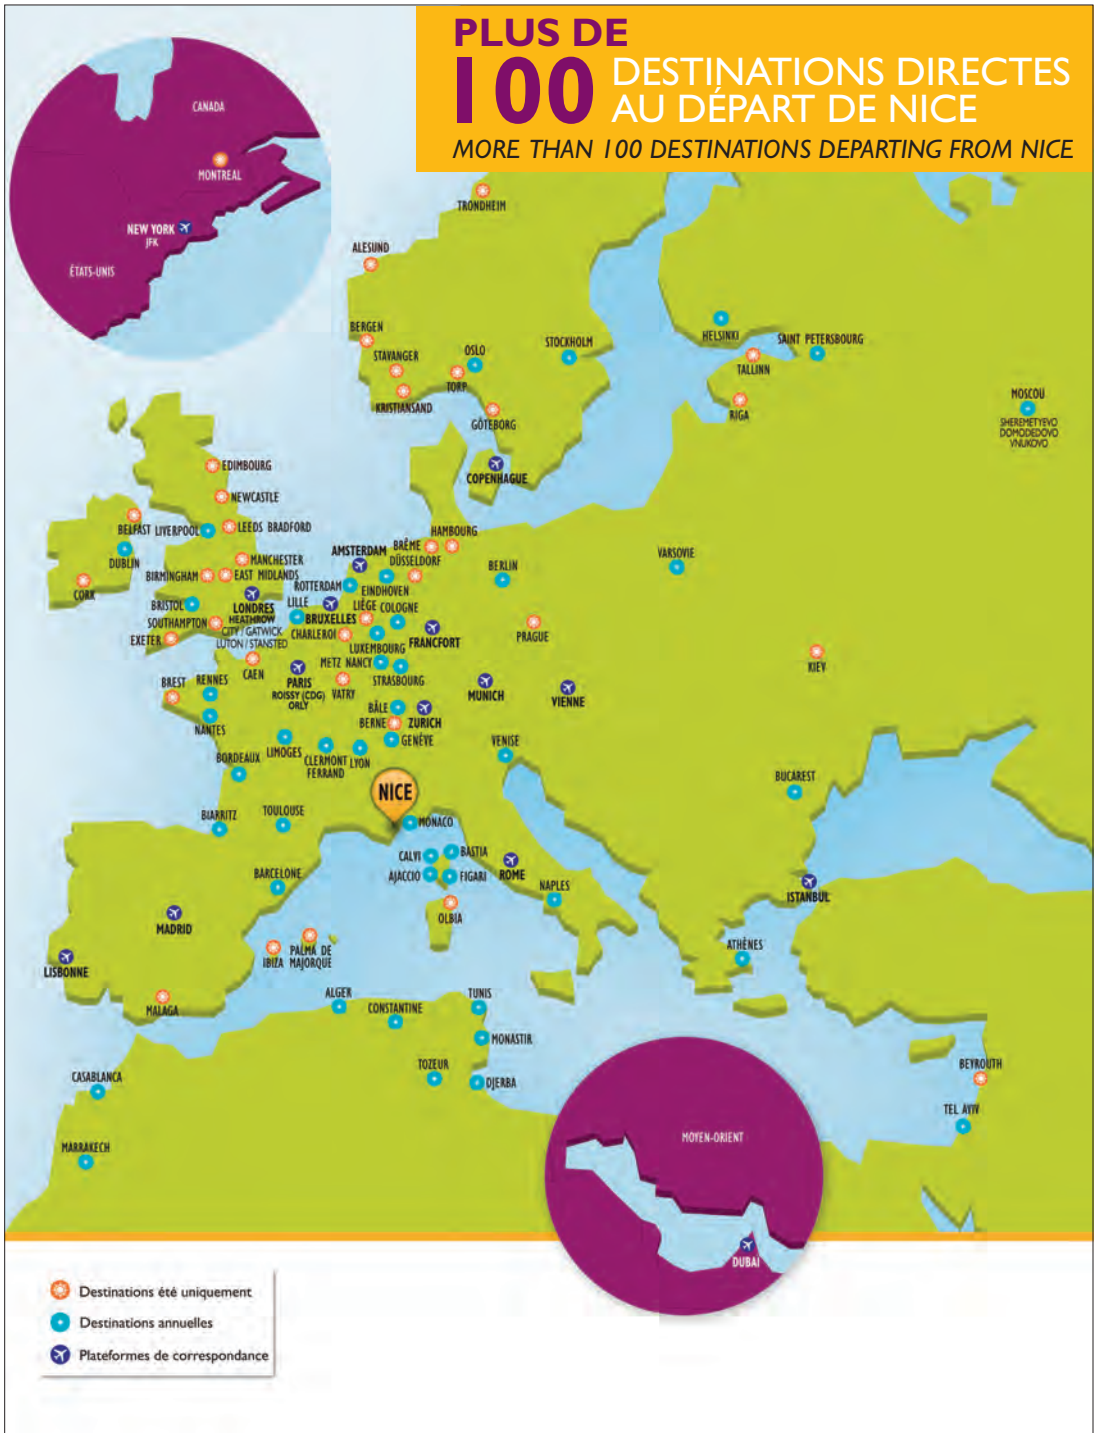 PLUS DE
100 DESTINATIONS DIRECTES
AU DÉPART DE NICE
MORE THAN 100 DESTINATIONS DEPARTING FROM NICE
CANADA
MONTREAL
NEW YORK
JFK
ÉTATS-UNIS
TRONDHEIM
ALESUND
BERGEN
STAVANGER
OSLO
TORP
KRISTIANSAND
GÖTEBORG
STOCKHOLM
HELSINKI
SAINT PETERSBOURG
TALLINN
RIGA
MOSCOU
SHEREMETYEVO
DOMODEDOVO
VNUKOVO
COPENHAGUE
EDIMBOURG
NEWCASTLE
BELFAST
LIVERPOOL
LEEDS BRADFORD
DUBLIN
MANCHESTER
BIRMINGHAM
EAST MIDLANDS
CORK
BRISTOL
LONDRES
HEATHROW
CITY / GATWICK
LUTON / STANSTED
SOUTHAMPTON
EXETER
HAMBOURG
BRÊME
AMSTERDAM
DÜSSELDORF
ROTTERDAM
EINDHOVEN
BERLIN
VARSOVIE
LILLE
BRUXELLES
LIÈGE
COLOGNE
CHARLEROI
FRANCFORT
LUXEMBOURG
PRAGUE
KIEV
CAEN
METZ NANCY
STRASBOURG
PARIS
ROISSY (CDG)
ORLY
VATRY
BREST
RENNES
MUNICH
VIENNE
NANTES
BÂLE
BERNE
ZURICH
GENÈVE
VENISE
BORDEAUX
LIMOGES
CLERMONT
FERRAND
LYON
BUCAREST
NICE
BIARRITZ
TOULOUSE
MONACO
CALVI
BASTIA
AJACCIO
FIGARI
ROME
BARCELONE
NAPLES
ISTANBUL
OLBIA
MADRID
LISBONNE
IBIZA
PALMA DE
MAJORQUE
ATHÈNES
MALAGA
ALGER
CONSTANTINE
TUNIS
MONASTIR
TOZEUR
DJERBA
CASABLANCA
MARRAKECH
BEYROUTH
TEL AVIV
MOYEN-ORIENT
DUBAI
Destinations été uniquement
Destinations annuelles
Plateformes de correspondance